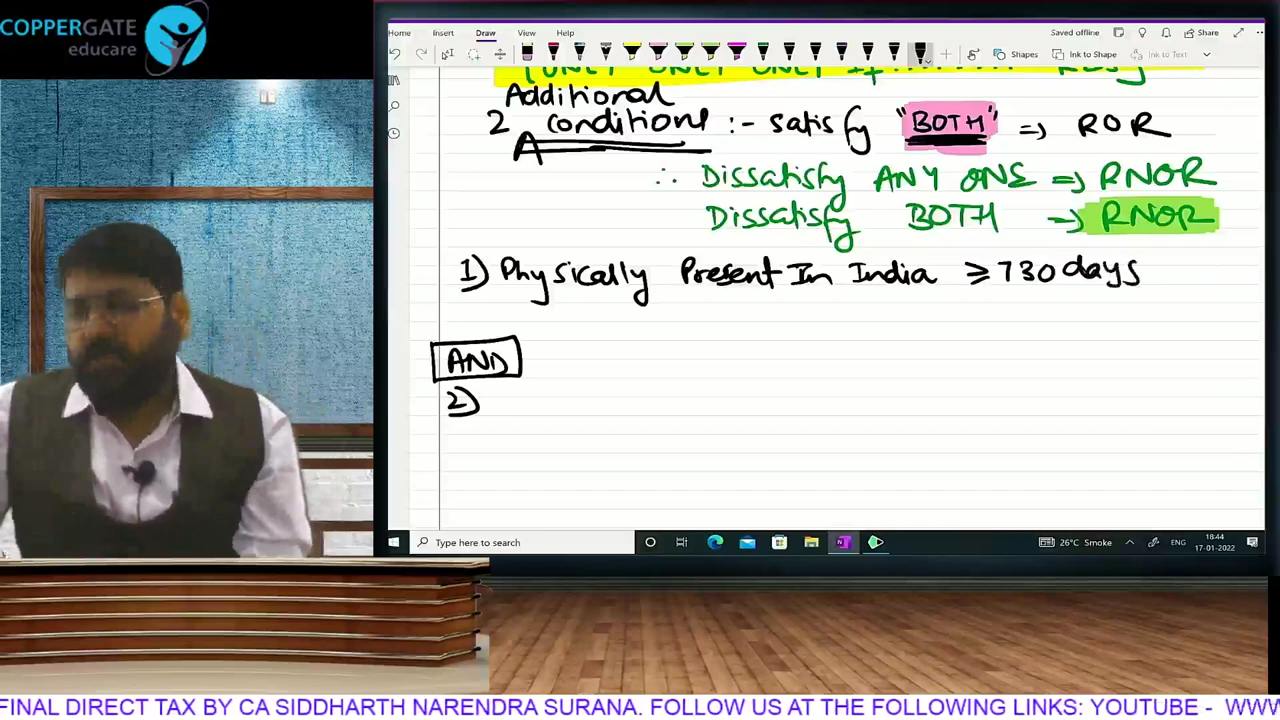 COPPERGATE
educare
Home Insert Draw View Help
Saved offline
Share
Shapes
Ink to Shape
Ink to Text
Additional
2 conditions :- satisfy "BOTH" => ROR
∴ Dissatisfy ANY ONE => RNOR
Dissatisfy BOTH => RNOR
1) Physically Present In India ≥ 730 days
AND
2)
Type here to search
26°C Smoke
ENG
18:44
17-01-2022
FINAL DIRECT TAX BY CA SIDDHARTH NARENDRA SURANA. FOLLOW US AT THE FOLLOWING LINKS: YOUTUBE - WWW